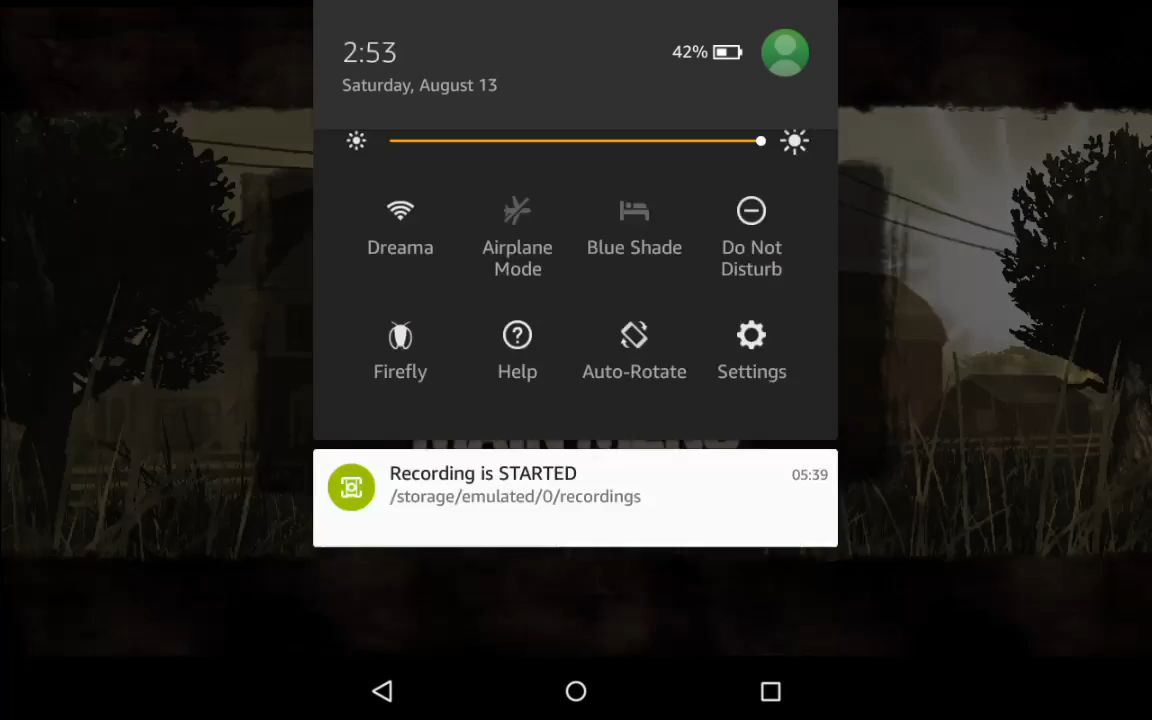 2:53
42%
Saturday, August 13
Dreama
Airplane
Mode
Blue Shade
Do Not
Disturb
Firefly
Help
Auto-Rotate
Settings
Recording is STARTED
05:39
/storage/emulated/0/recordings